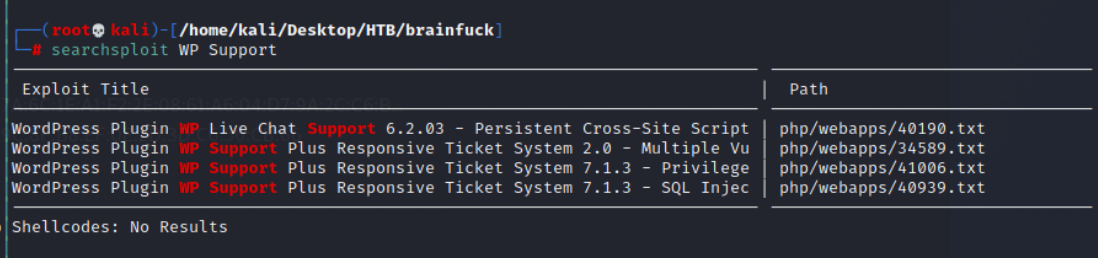 (root💀kali)-[/home/kali/Desktop/HTB/brainfuck]
# searchsploit WP Support
Exploit Title | Path
WordPress Plugin WP Live Chat Support 6.2.03 - Persistent Cross-Site Script | php/webapps/40190.txt
WordPress Plugin WP Support Plus Responsive Ticket System 2.0 - Multiple Vu | php/webapps/34589.txt
WordPress Plugin WP Support Plus Responsive Ticket System 7.1.3 - Privilege | php/webapps/41006.txt
WordPress Plugin WP Support Plus Responsive Ticket System 7.1.3 - SQL Injec | php/webapps/40939.txt
Shellcodes: No Results